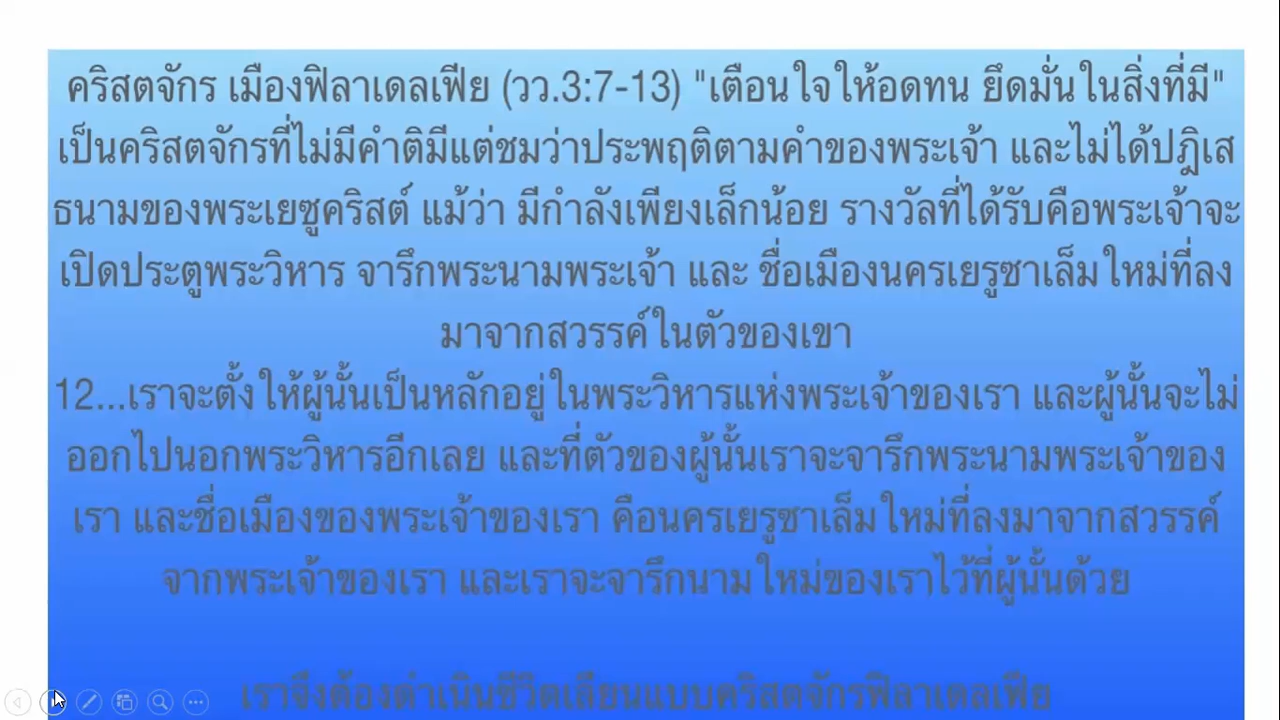 คริสตจักร เมืองฟิลาเดลเฟีย (วว.3:7-13) "เตือนใจให้อดทน ยึดมั่นในสิ่งที่มี"
เป็นคริสตจักรที่ไม่มีคำติมีแต่ชมว่าประพฤติตามคำของพระเจ้า และไม่ได้ปฎิเส
ธนามของพระเยซูคริสต์ แม้ว่า มีกำลังเพียงเล็กน้อย รางวัลที่ได้รับคือพระเจ้าจะ
เปิดประตูพระวิหาร จารึกพระนามพระเจ้า และ ชื่อเมืองนครเยรูซาเล็มใหม่ที่ลง
มาจากสวรรค์ในตัวของเขา
12...เราจะตั้งให้ผู้นั้นเป็นหลักอยู่ในพระวิหารแห่งพระเจ้าของเรา และผู้นั้นจะไม่
ออกไปนอกพระวิหารอีกเลย และที่ตัวของผู้นั้นเราจะจารึกพระนามพระเจ้าของ
เรา และชื่อเมืองของพระเจ้าของเรา คือนครเยรูซาเล็มใหม่ที่ลงมาจากสวรรค์
จากพระเจ้าของเรา และเราจะจารึกนามใหม่ของเราไว้ที่ผู้นั้นด้วย
เราจึงต้องดำเนินชีวิตเลียนแบบคริสตจักรฟิลาเดลเฟีย